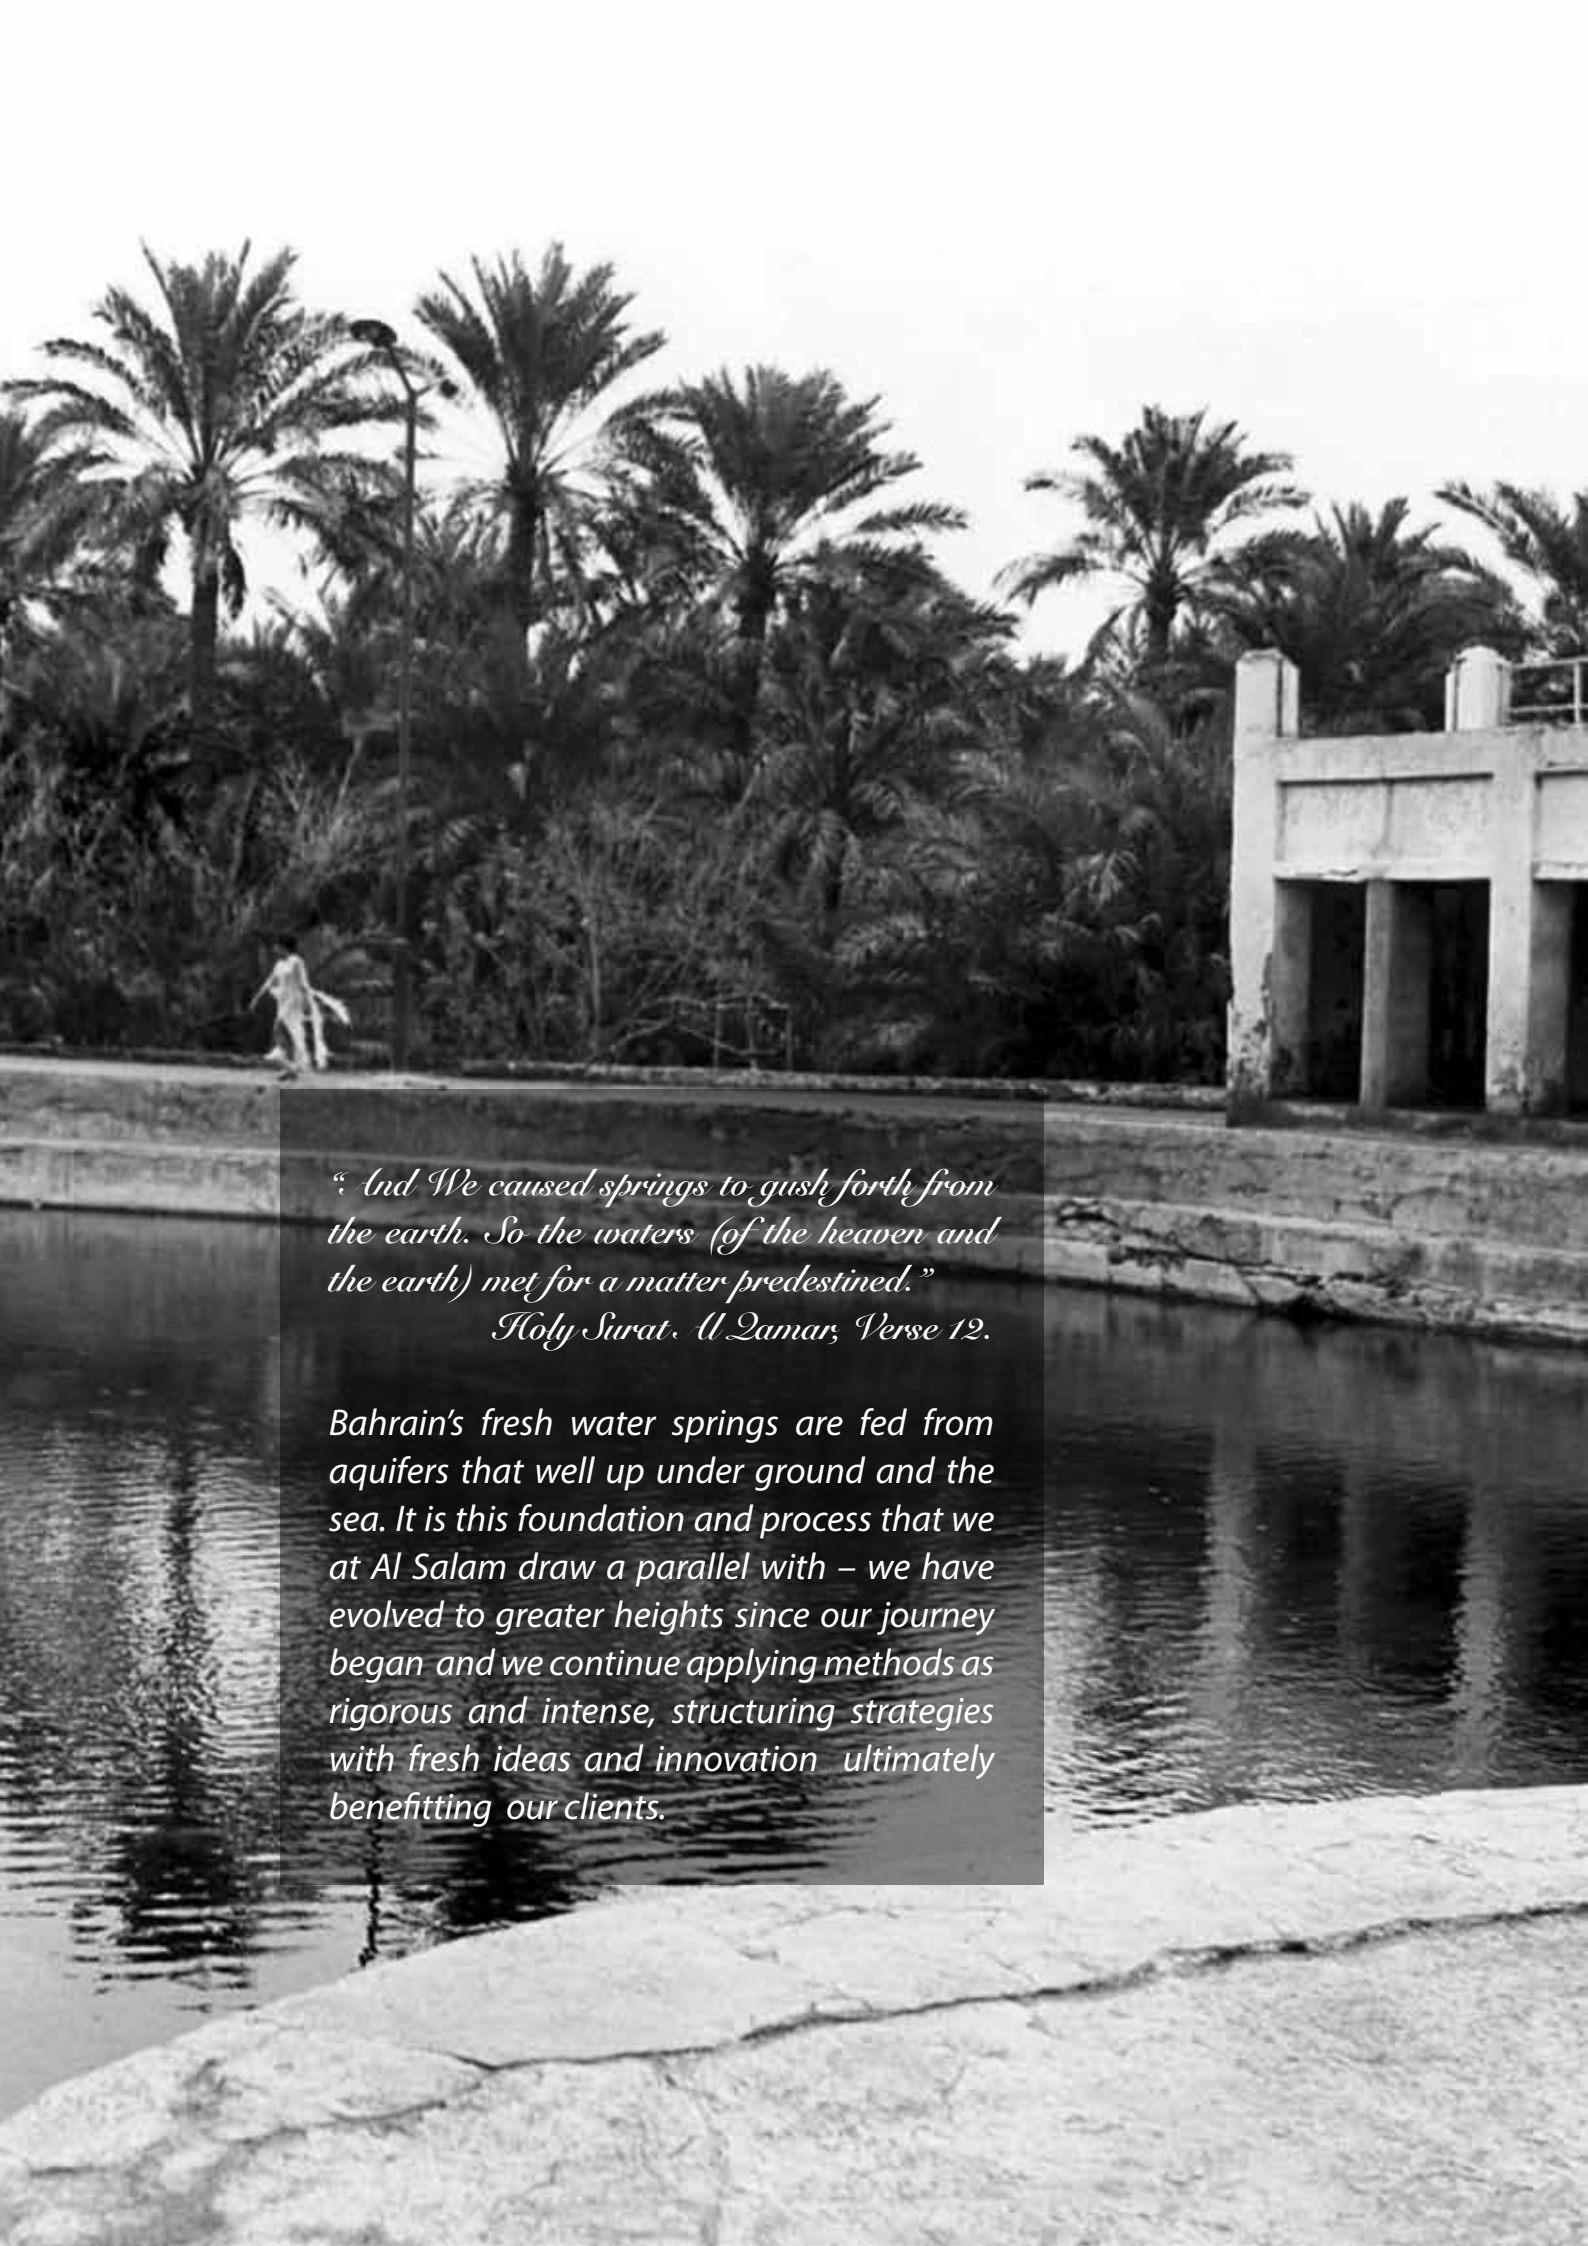 “And We caused springs to gush forth from
the earth. So the waters (of the heaven and
the earth) met for a matter predestined.”
Holy Surat Al Qamar, Verse 12.
Bahrain’s fresh water springs are fed from
aquifers that well up under ground and the
sea. It is this foundation and process that we
at Al Salam draw a parallel with – we have
evolved to greater heights since our journey
began and we continue applying methods as
rigorous and intense, structuring strategies
with fresh ideas and innovation ultimately
benefitting our clients.